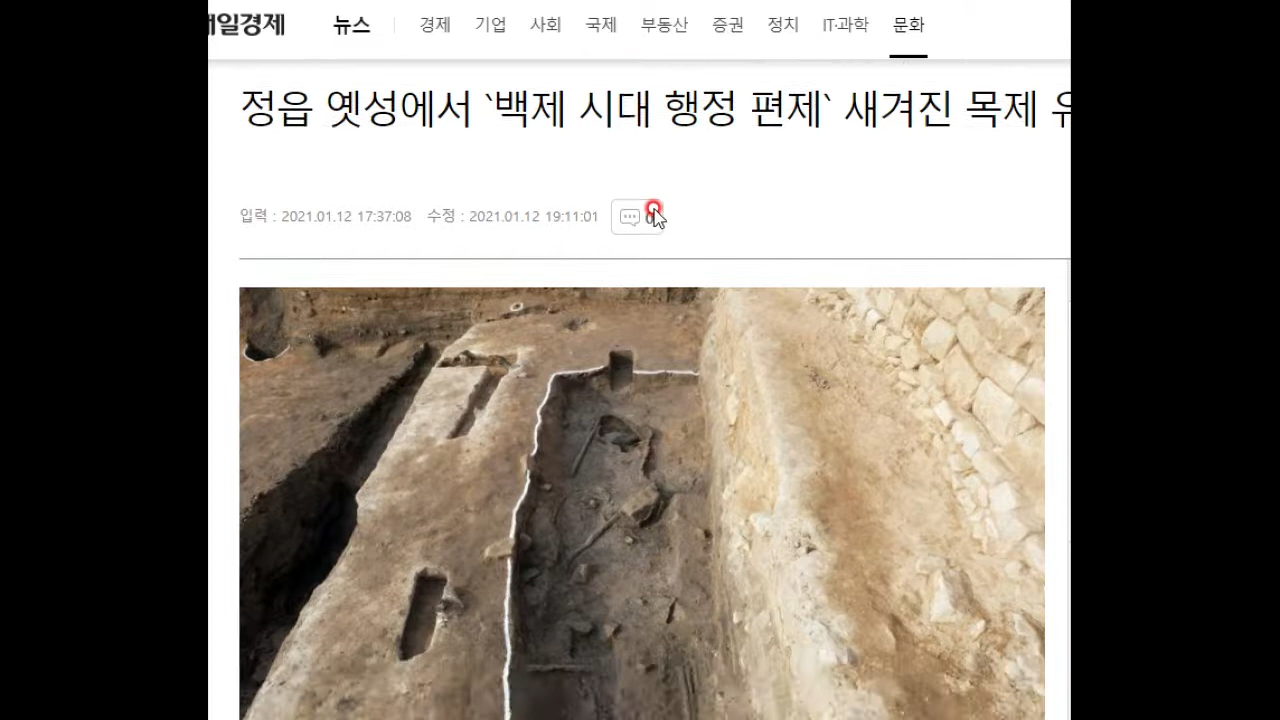 매일경제 뉴스 경제 기업 사회 국제 부동산 증권 정치 IT·과학 문화
정읍 옛성에서 `백제 시대 행정 편제` 새겨진 목제
입력 : 2021.01.12 17:37:08 수정 : 2021.01.12 19:11:01